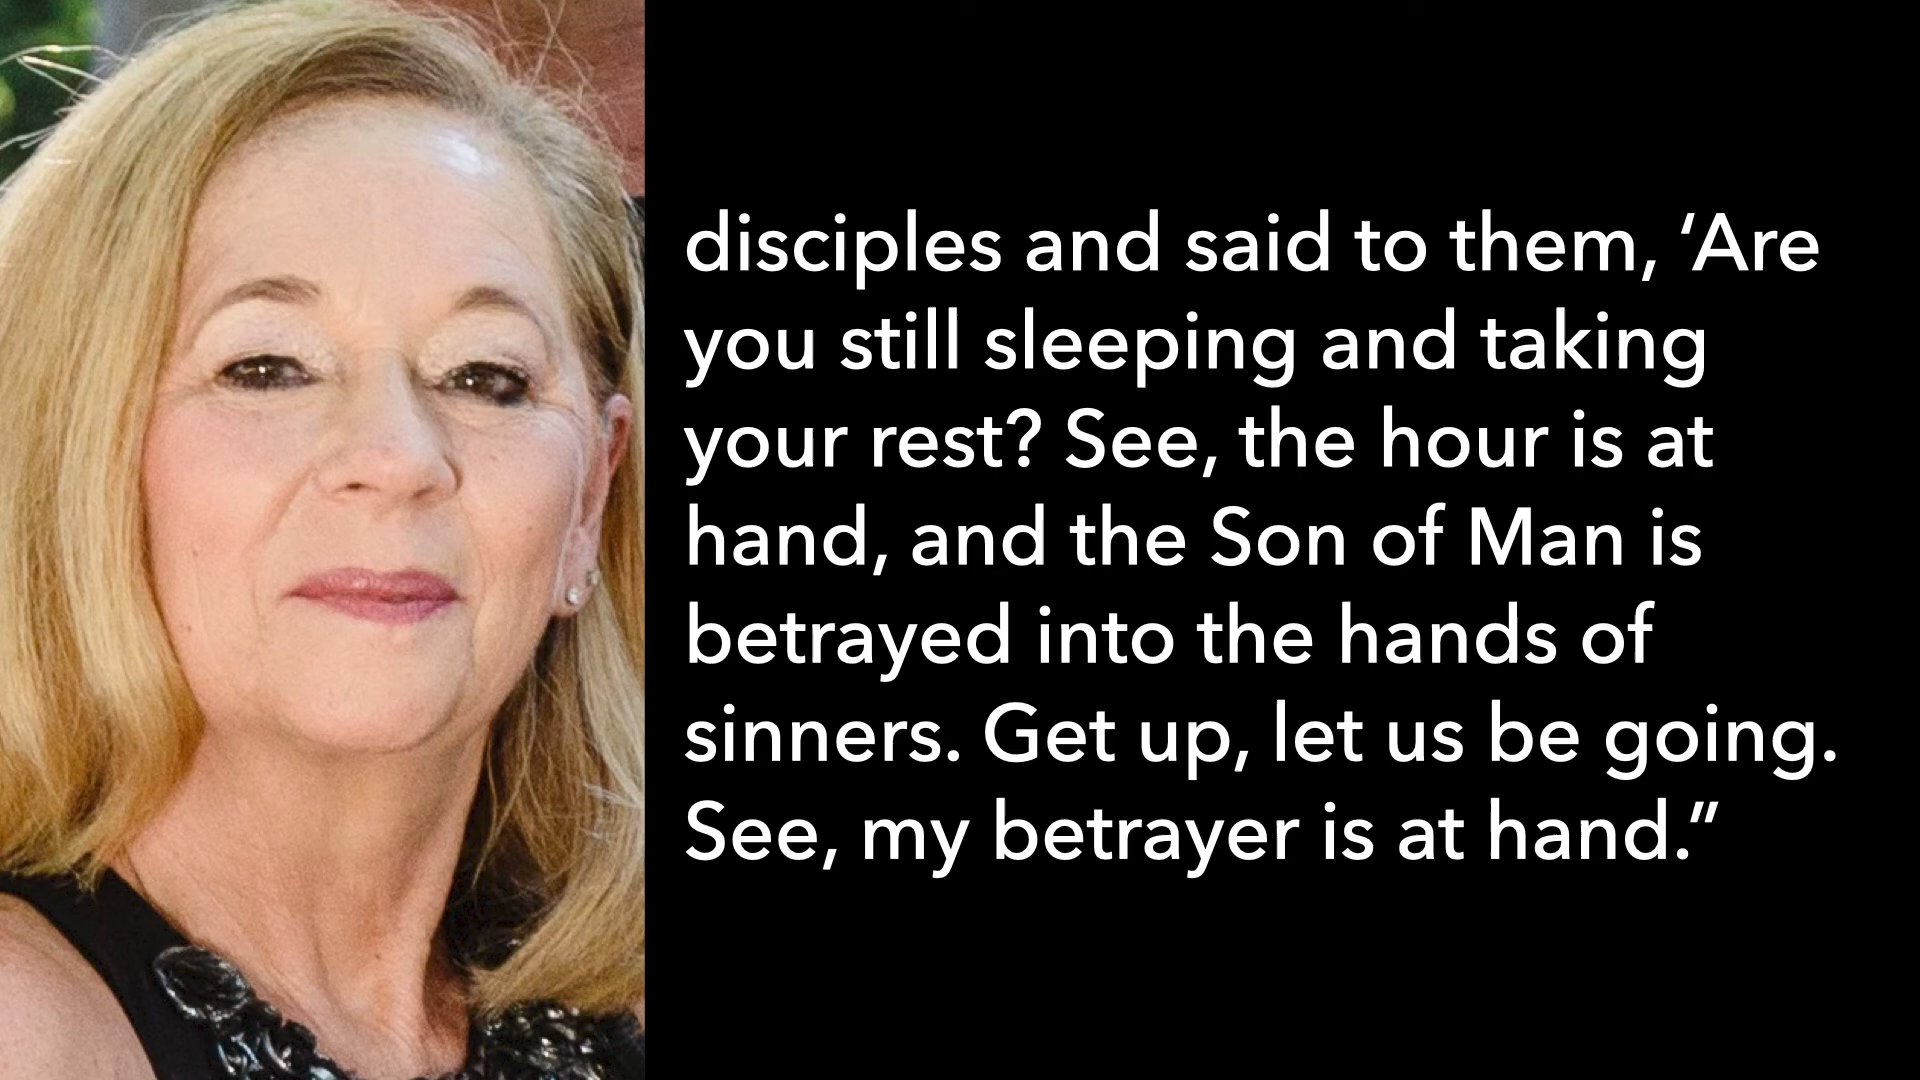 disciples and said to them, ‘Are
you still sleeping and taking
your rest? See, the hour is at
hand, and the Son of Man is
betrayed into the hands of
sinners. Get up, let us be going.
See, my betrayer is at hand.”